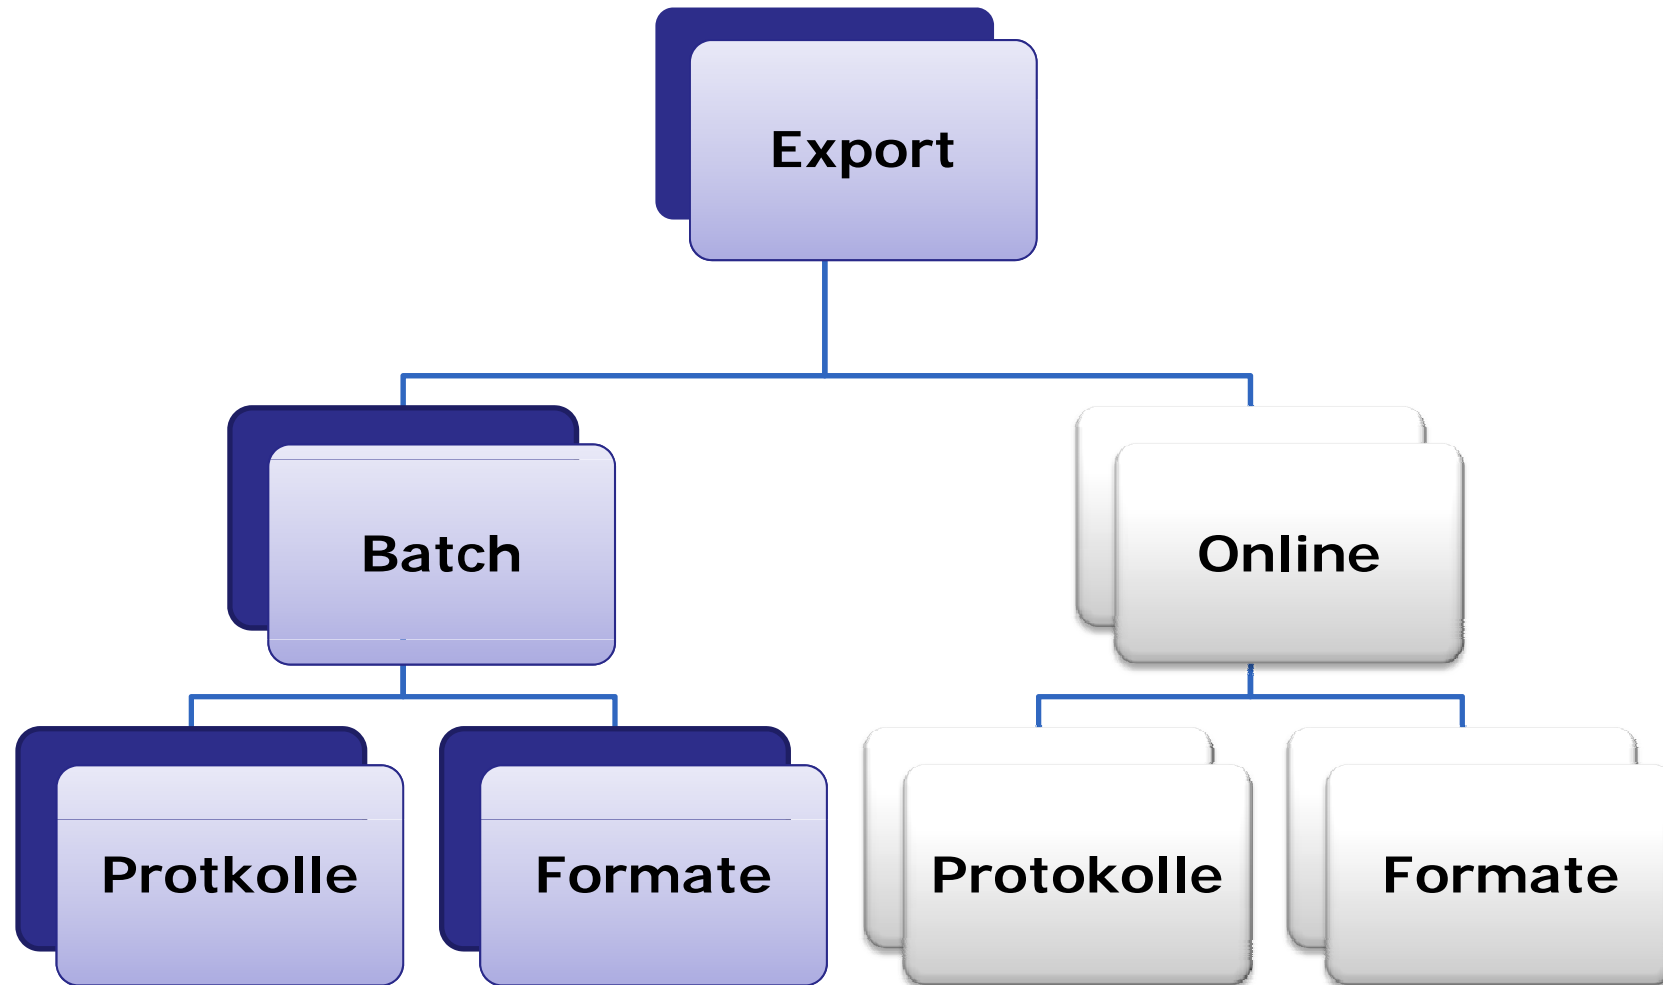 Export
Batch
Online
Protkolle
Formate
Protokolle
Formate